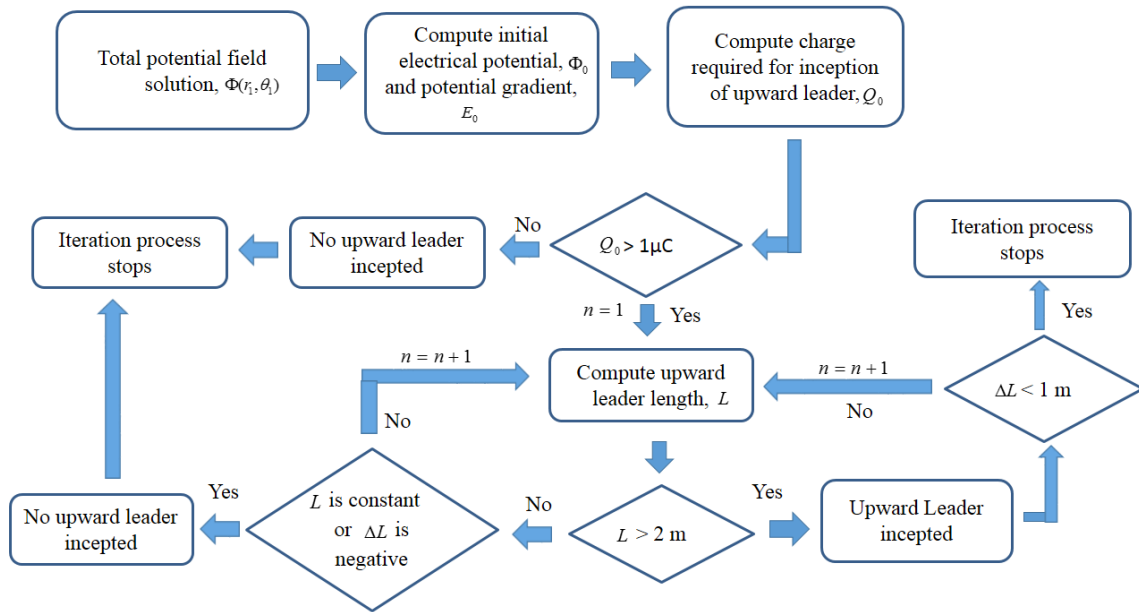 Total potential field
solution, Φ(r₁,θ₁)
Compute initial
electrical potential, Φ₀
and potential gradient,
E₀
Compute charge
required for inception
of upward leader, Q₀
Iteration process
stops
No upward leader
incepted
No
Q₀ > 1μC
Iteration process
stops
n = 1
Yes
Yes
n = n + 1
Compute upward
leader length, L
n = n + 1
No
ΔL < 1 m
No
No upward leader
incepted
Yes
L is constant
or ΔL is
negative
No
L > 2 m
Yes
Upward Leader
incepted